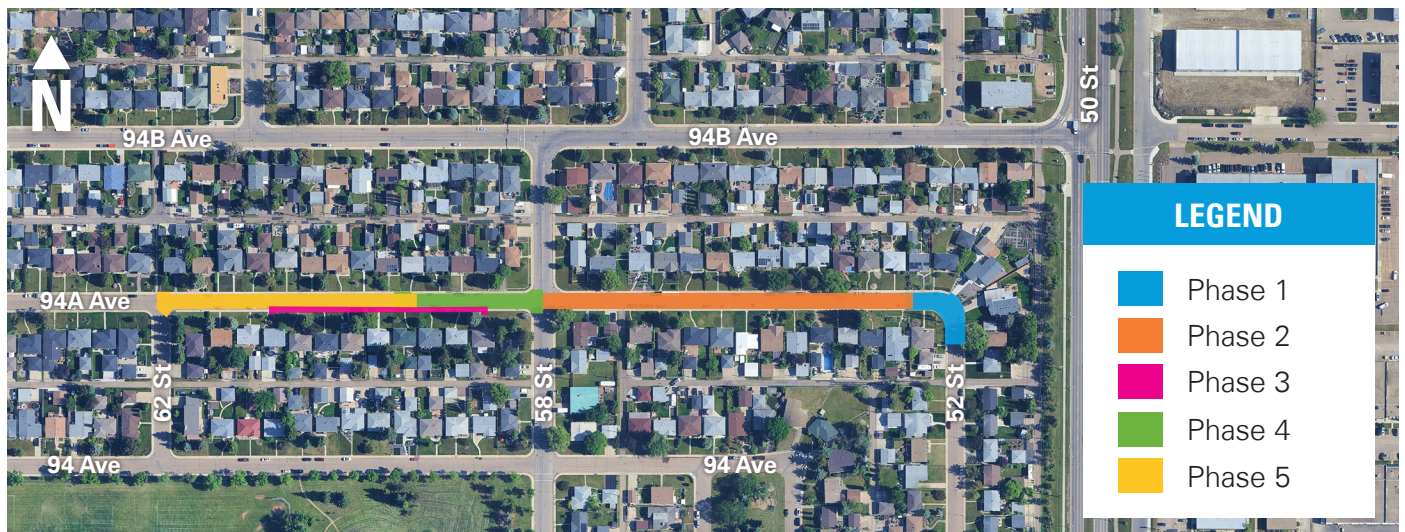 N
94B Ave
94B Ave
50 St
94A Ave
62 St
58 St
52 St
94 Ave
94 Ave
LEGEND
Phase 1
Phase 2
Phase 3
Phase 4
Phase 5